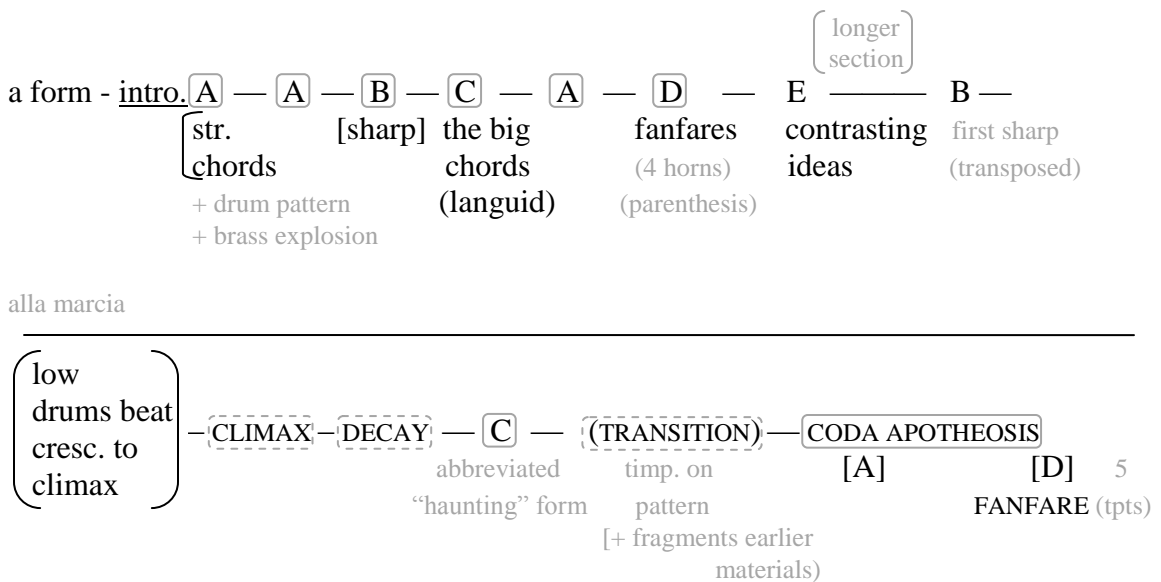 longer
section
a form - intro. A — A — B — C — A — D — E ——— B —
str. [sharp] the big fanfares contrasting first sharp
chords chords (4 horns) ideas (transposed)
+ drum pattern (languid) (parenthesis)
+ brass explosion
alla marcia
low
drums beat
cresc. to
climax
– CLIMAX – DECAY — C — (TRANSITION) — CODA APOTHEOSIS
abbreviated timp. on [A] [D] 5
“haunting” form pattern FANFARE (tpts)
[+ fragments earlier
materials)